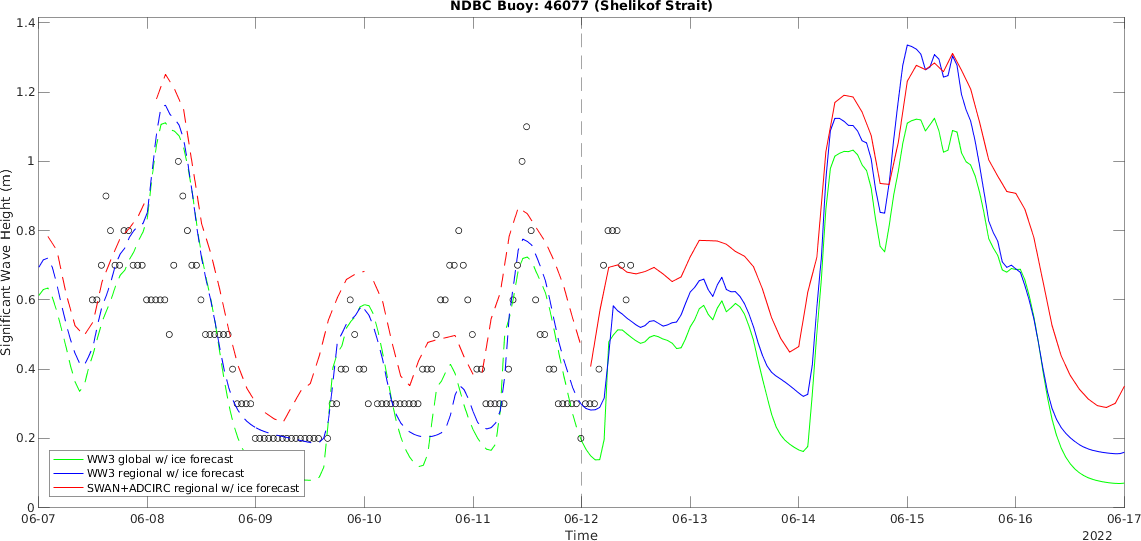 NDBC Buoy: 46077 (Shelikof Strait)
1.4
1.2
1
0.8
0.6
0.4
0.2
0
Significant Wave Height (m)
WW3 global w/ ice forecast
WW3 regional w/ ice forecast
SWAN+ADCIRC regional w/ ice forecast
06-07 06-08 06-09 06-10 06-11 06-12 06-13 06-14 06-15 06-16 06-17
Time
2022